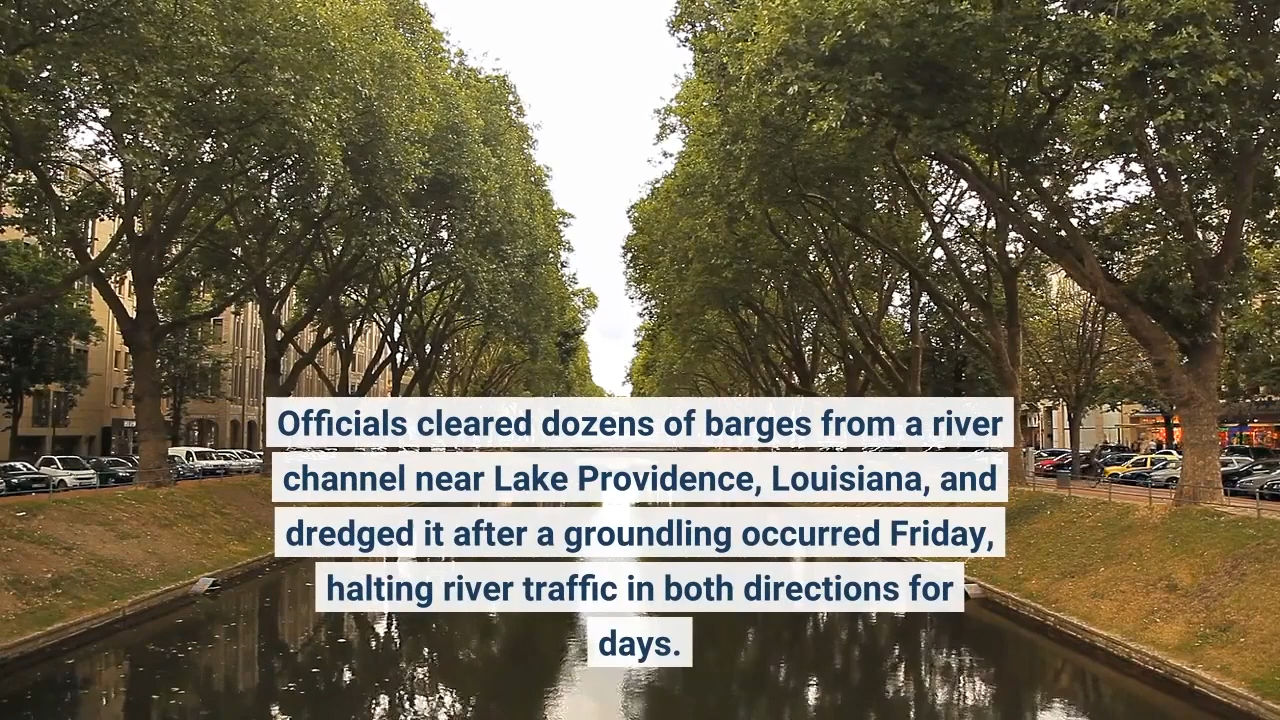 Officials cleared dozens of barges from a river
channel near Lake Providence, Louisiana, and
dredged it after a groundling occurred Friday,
halting river traffic in both directions for
days.